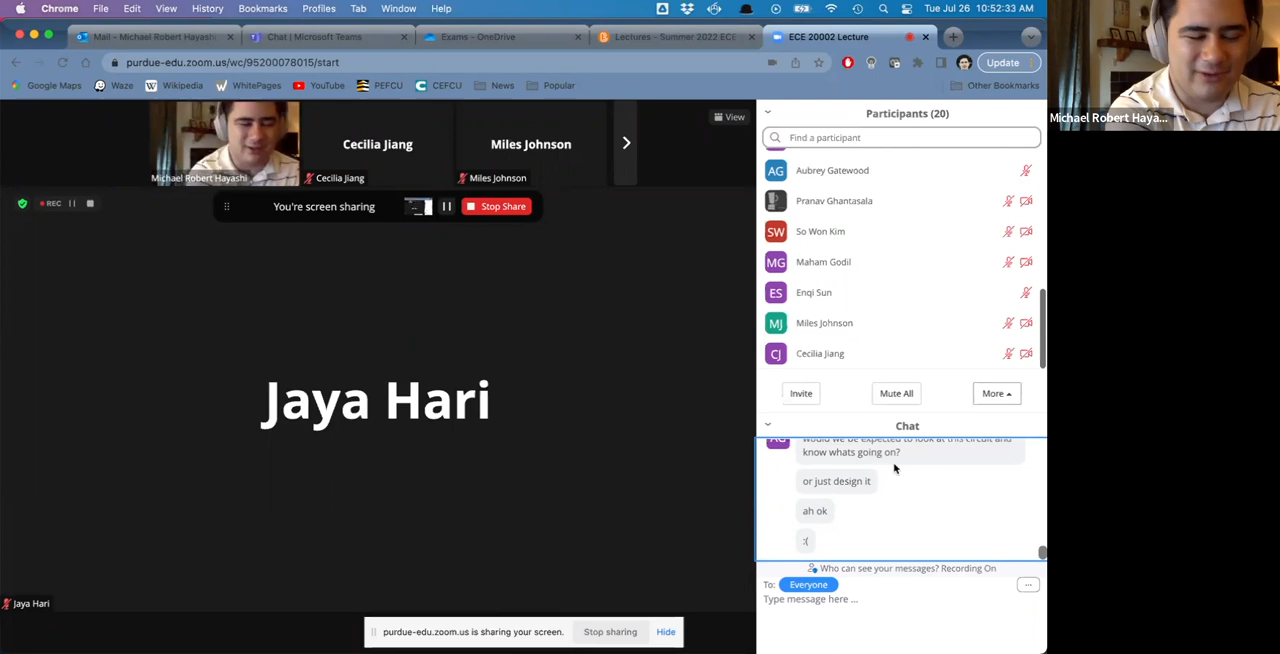 Chrome File Edit View History Bookmarks Profiles Tab Window Help Tue Jul 26 10:52:33 AM
Mail - Michael Robert Hayashi Chat | Microsoft Teams Exams - OneDrive Lectures - Summer 2022 ECE ECE 20002 Lecture
purdue-edu.zoom.us/wc/95200078015/start Update
Google Maps Waze Wikipedia WhitePages YouTube PEFCU CEFCU News Popular Other Bookmarks
Michael Robert Haya...
Cecilia Jiang Miles Johnson View
Michael Robert Hayashi Cecilia Jiang Miles Johnson
REC You're screen sharing Stop Share
Jaya Hari
Jaya Hari
purdue-edu.zoom.us is sharing your screen. Stop sharing Hide
Participants (20)
Find a participant
AG Aubrey Gatewood
Pranav Ghantasala
SW So Won Kim
MG Maham Godil
ES Enqi Sun
MJ Miles Johnson
CJ Cecilia Jiang
Invite Mute All More
Chat
would we be expected to look at this circuit and
know whats going on?
or just design it
ah ok
:(
Who can see your messages? Recording On
To: Everyone ...
Type message here ...